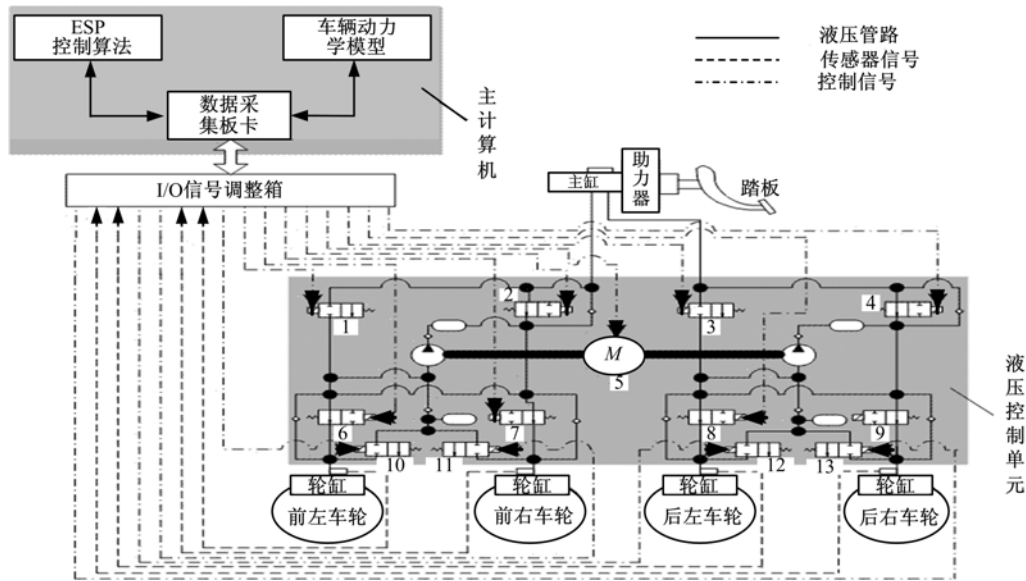 ESP
控制算法
车辆动力
学模型
数据采
集板卡
主计算机
液压管路
传感器信号
控制信号
I/O信号调整箱
主缸
助力器
踏板
1
2
3
4
M
5
6
7
8
9
10
11
12
13
液压控制单元
轮缸
轮缸
轮缸
轮缸
前左车轮
前右车轮
后左车轮
后右车轮